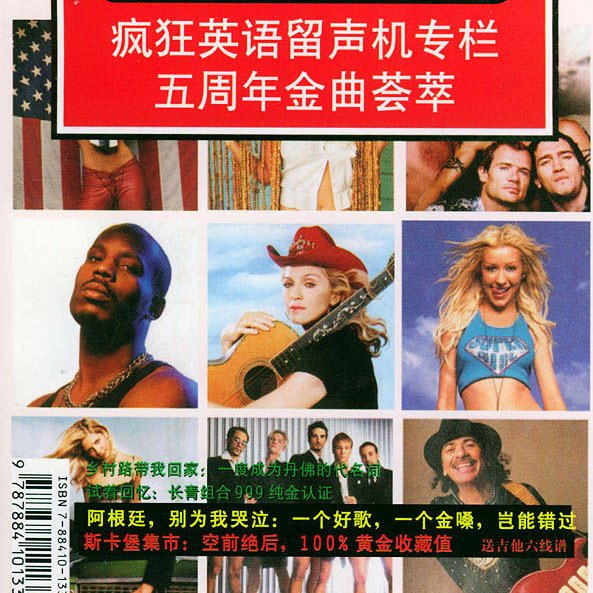 疯狂英语留声机专栏
五周年金曲荟萃
乡村路带我回家：一度成为丹佛的代名词
试着回忆：长青组合999纯金认证
阿根廷，别为我哭泣：一个好歌，一个金嗓，岂能错过
斯卡堡集市：空前绝后，100%黄金收藏值
送吉他六线谱
ISBN 7-88410-13
9 787884 1013